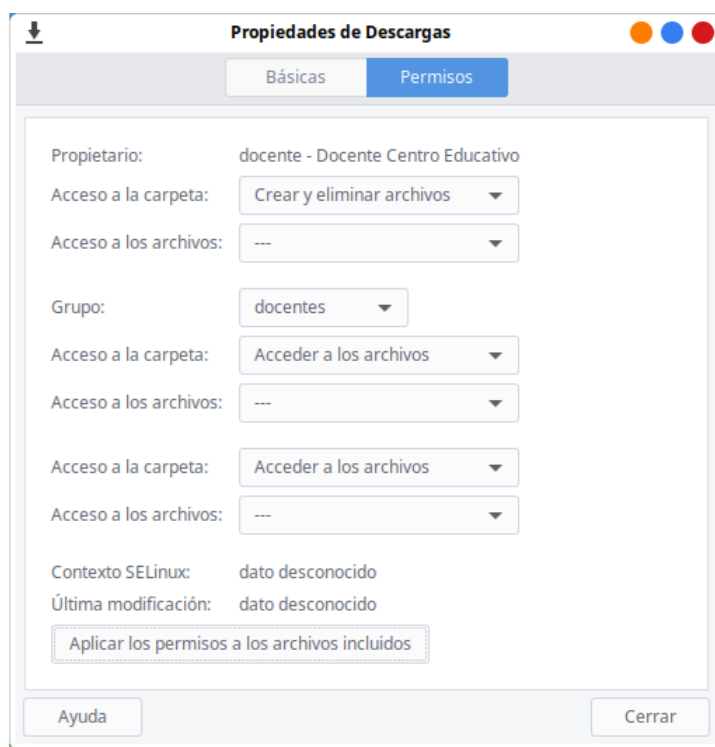 Propiedades de Descargas
Básicas Permisos
Propietario: docente - Docente Centro Educativo
Acceso a la carpeta: Crear y eliminar archivos
Acceso a los archivos: ---
Grupo: docentes
Acceso a la carpeta: Acceder a los archivos
Acceso a los archivos: ---
Acceso a la carpeta: Acceder a los archivos
Acceso a los archivos: ---
Contexto SELinux: dato desconocido
Última modificación: dato desconocido
Aplicar los permisos a los archivos incluidos
Ayuda Cerrar